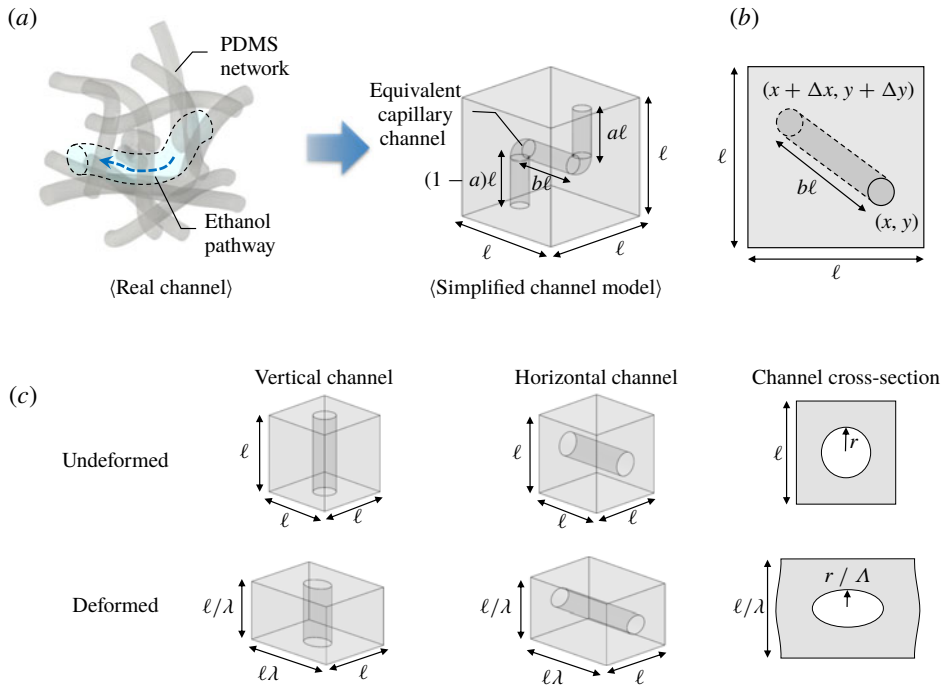 (a)
PDMS
network
Ethanol
pathway
⟨Real channel⟩
Equivalent
capillary
channel
aℓ
(1 − a)ℓ
bℓ
ℓ
ℓ
ℓ
⟨Simplified channel model⟩
(b)
(x + Δx, y + Δy)
ℓ
bℓ
(x, y)
ℓ
(c)
Vertical channel
Horizontal channel
Channel cross-section
Undeformed
ℓ
ℓ
ℓ
ℓ
ℓ
ℓ
ℓ
r
Deformed
ℓ/λ
ℓλ
ℓ
ℓ/λ
ℓλ
ℓ
ℓ/λ
r / Λ